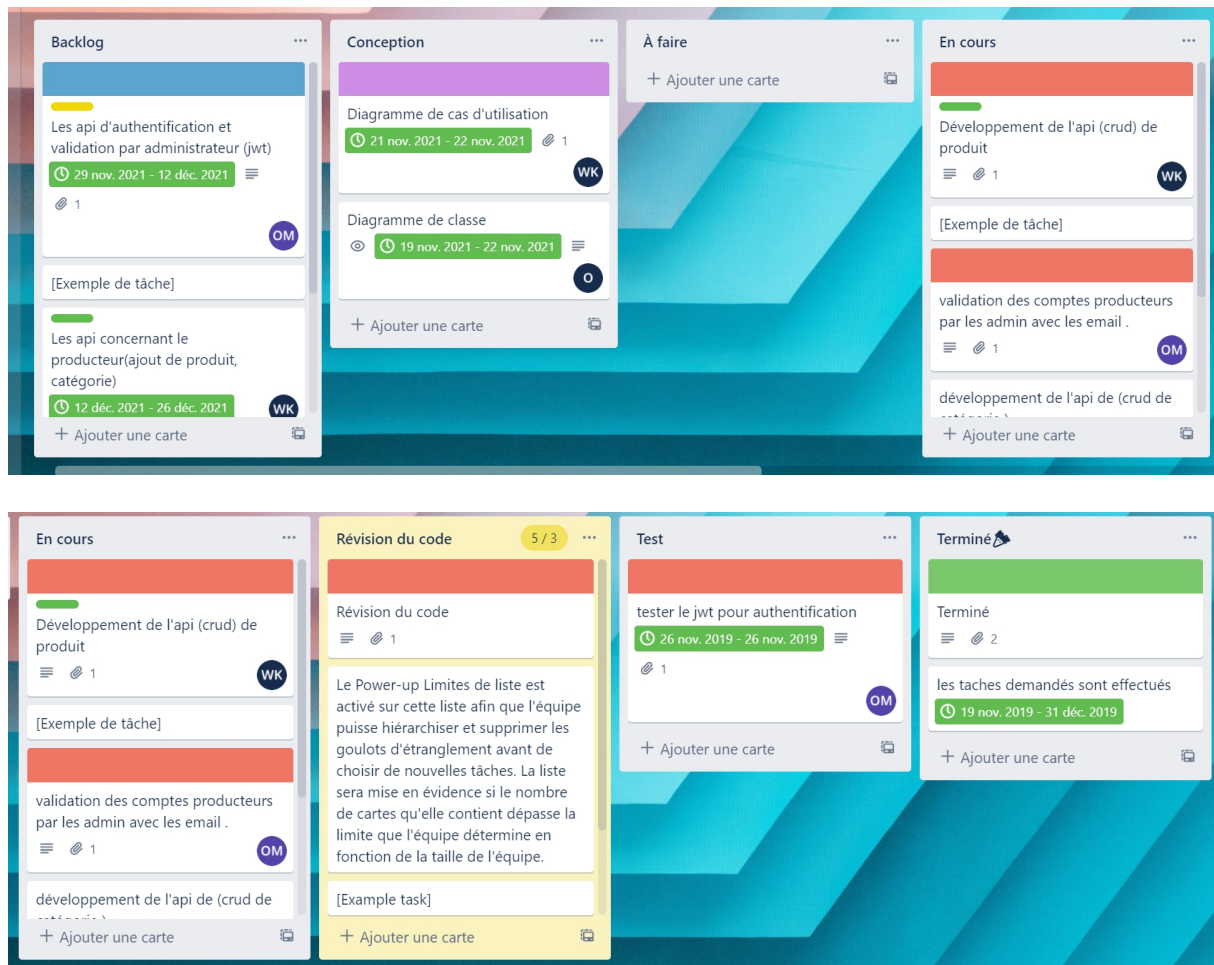 Backlog
Les api d'authentification et
validation par administrateur (jwt)
29 nov. 2021 - 12 déc. 2021
1
OM
[Exemple de tâche]
Les api concernant le
producteur(ajout de produit,
catégorie)
12 déc. 2021 - 26 déc. 2021
WK
+ Ajouter une carte
Conception
Diagramme de cas d'utilisation
21 nov. 2021 - 22 nov. 2021
1
WK
Diagramme de classe
19 nov. 2021 - 22 nov. 2021
O
+ Ajouter une carte
À faire
+ Ajouter une carte
En cours
Développement de l'api (crud) de
produit
1
WK
[Exemple de tâche]
validation des comptes producteurs
par les admin avec les email .
1
OM
développement de l'api de (crud de
+ Ajouter une carte
En cours
Développement de l'api (crud) de
produit
1
WK
[Exemple de tâche]
validation des comptes producteurs
par les admin avec les email .
1
OM
développement de l'api de (crud de
+ Ajouter une carte
Révision du code
5 / 3
Révision du code
1
Le Power-up Limites de liste est
activé sur cette liste afin que l'équipe
puisse hiérarchiser et supprimer les
goulots d'étranglement avant de
choisir de nouvelles tâches. La liste
sera mise en évidence si le nombre
de cartes qu'elle contient dépasse la
limite que l'équipe détermine en
fonction de la taille de l'équipe.
[Example task]
+ Ajouter une carte
Test
tester le jwt pour authentification
26 nov. 2019 - 26 nov. 2019
1
OM
+ Ajouter une carte
Terminé
Terminé
2
les taches demandés sont effectués
19 nov. 2019 - 31 déc. 2019
+ Ajouter une carte